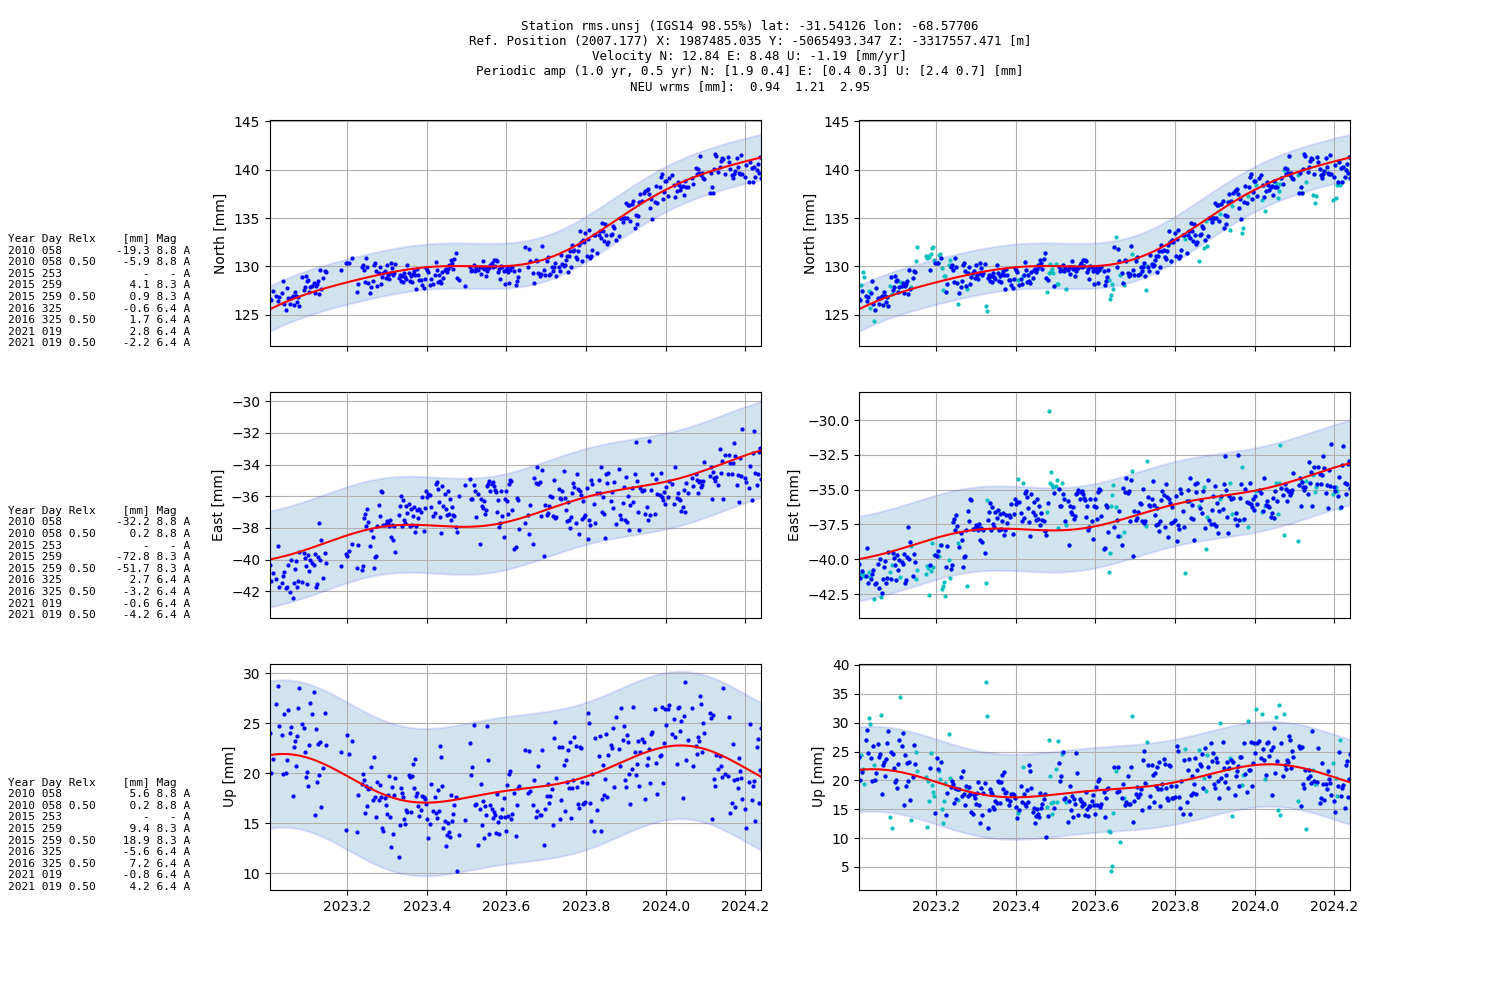 Station rms.unsj (IGS14 98.55%) lat: -31.54126 lon: -68.57706
Ref. Position (2007.177) X: 1987485.035 Y: -5065493.347 Z: -3317557.471 [m]
Velocity N: 12.84 E: 8.48 U: -1.19 [mm/yr]
Periodic amp (1.0 yr, 0.5 yr) N: [1.9 0.4] E: [0.4 0.3] U: [2.4 0.7] [mm]
NEU wrms [mm]: 0.94 1.21 2.95
Year Day Relx [mm] Mag
2010 058 -19.3 8.8 A
2010 058 0.50 -5.9 8.8 A
2015 253 - - A
2015 259 4.1 8.3 A
2015 259 0.50 0.9 8.3 A
2016 325 -0.6 6.4 A
2016 325 0.50 1.7 6.4 A
2021 019 2.8 6.4 A
2021 019 0.50 -2.2 6.4 A
North [mm]
145
140
135
130
125
North [mm]
145
140
135
130
125
Year Day Relx [mm] Mag
2010 058 -32.2 8.8 A
2010 058 0.50 0.2 8.8 A
2015 253 - - A
2015 259 -72.8 8.3 A
2015 259 0.50 -51.7 8.3 A
2016 325 2.7 6.4 A
2016 325 0.50 -3.2 6.4 A
2021 019 -0.6 6.4 A
2021 019 0.50 -4.2 6.4 A
East [mm]
−30
−32
−34
−36
−38
−40
−42
East [mm]
−30.0
−32.5
−35.0
−37.5
−40.0
−42.5
Year Day Relx [mm] Mag
2010 058 5.6 8.8 A
2010 058 0.50 0.2 8.8 A
2015 253 - - A
2015 259 9.4 8.3 A
2015 259 0.50 18.9 8.3 A
2016 325 -5.6 6.4 A
2016 325 0.50 7.2 6.4 A
2021 019 -0.8 6.4 A
2021 019 0.50 4.2 6.4 A
Up [mm]
30
25
20
15
10
2023.2 2023.4 2023.6 2023.8 2024.0 2024.2
Up [mm]
40
35
30
25
20
15
10
5
2023.2 2023.4 2023.6 2023.8 2024.0 2024.2